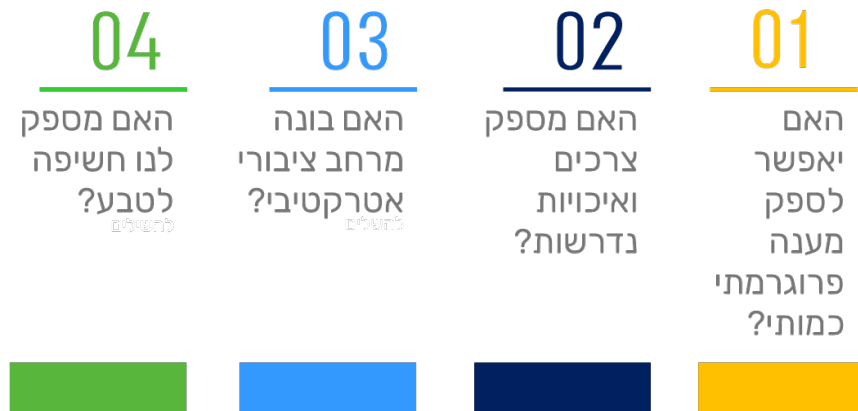 01
האם
יאפשר
לספק
מענה
פרוגרמתי
כמותי?
02
האם מספק
צרכים
ואיכויות
נדרשות?
03
האם בונה
מרחב ציבורי
אטרקטיבי?
להשלים
04
האם מספק
לנו חשיפה
לטבע?
להשילים